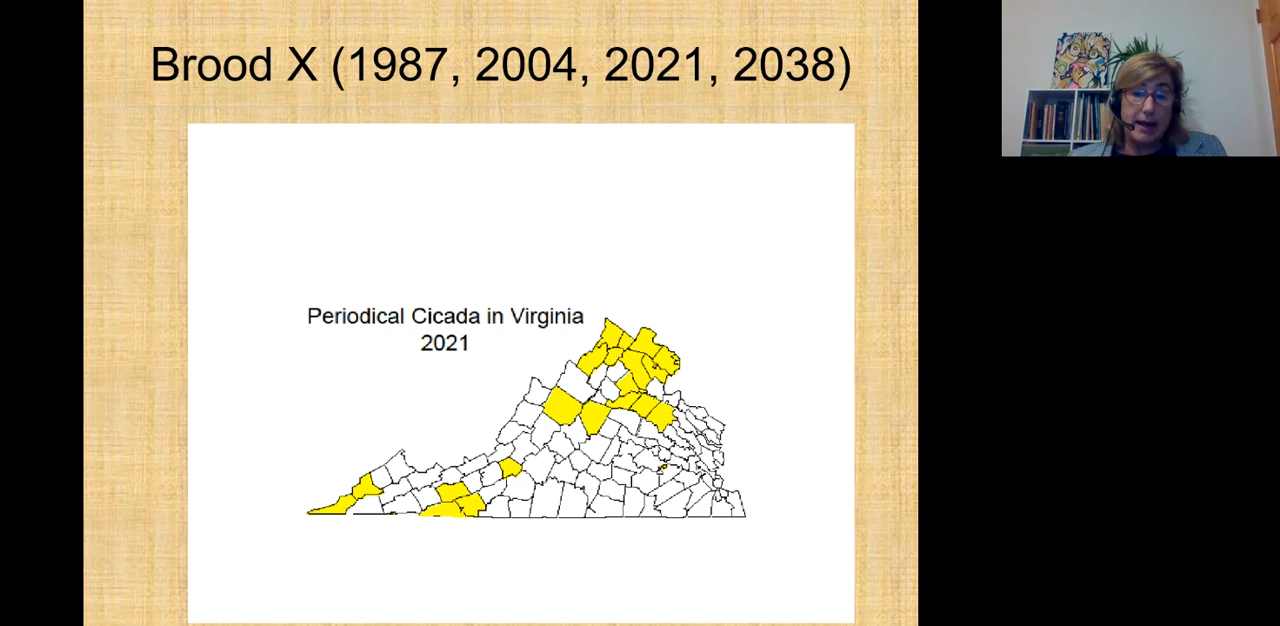 Brood X (1987, 2004, 2021, 2038)
Periodical Cicada in Virginia
2021